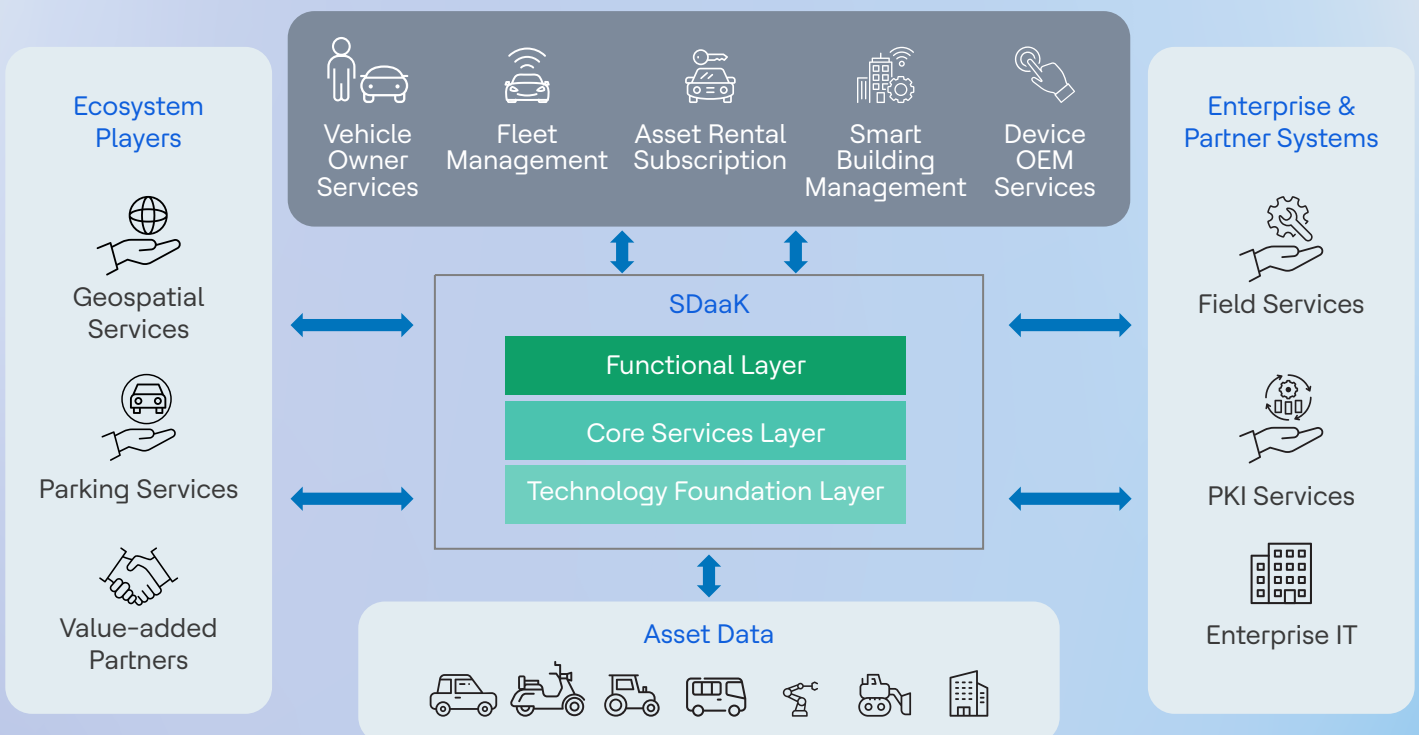 Ecosystem
Players
Geospatial
Services
Parking Services
Value-added
Partners
Vehicle
Owner
Services
Fleet
Management
Asset Rental
Subscription
Smart
Building
Management
Device
OEM
Services
SDaaK
Functional Layer
Core Services Layer
Technology Foundation Layer
Asset Data
Enterprise &
Partner Systems
Field Services
PKI Services
Enterprise IT